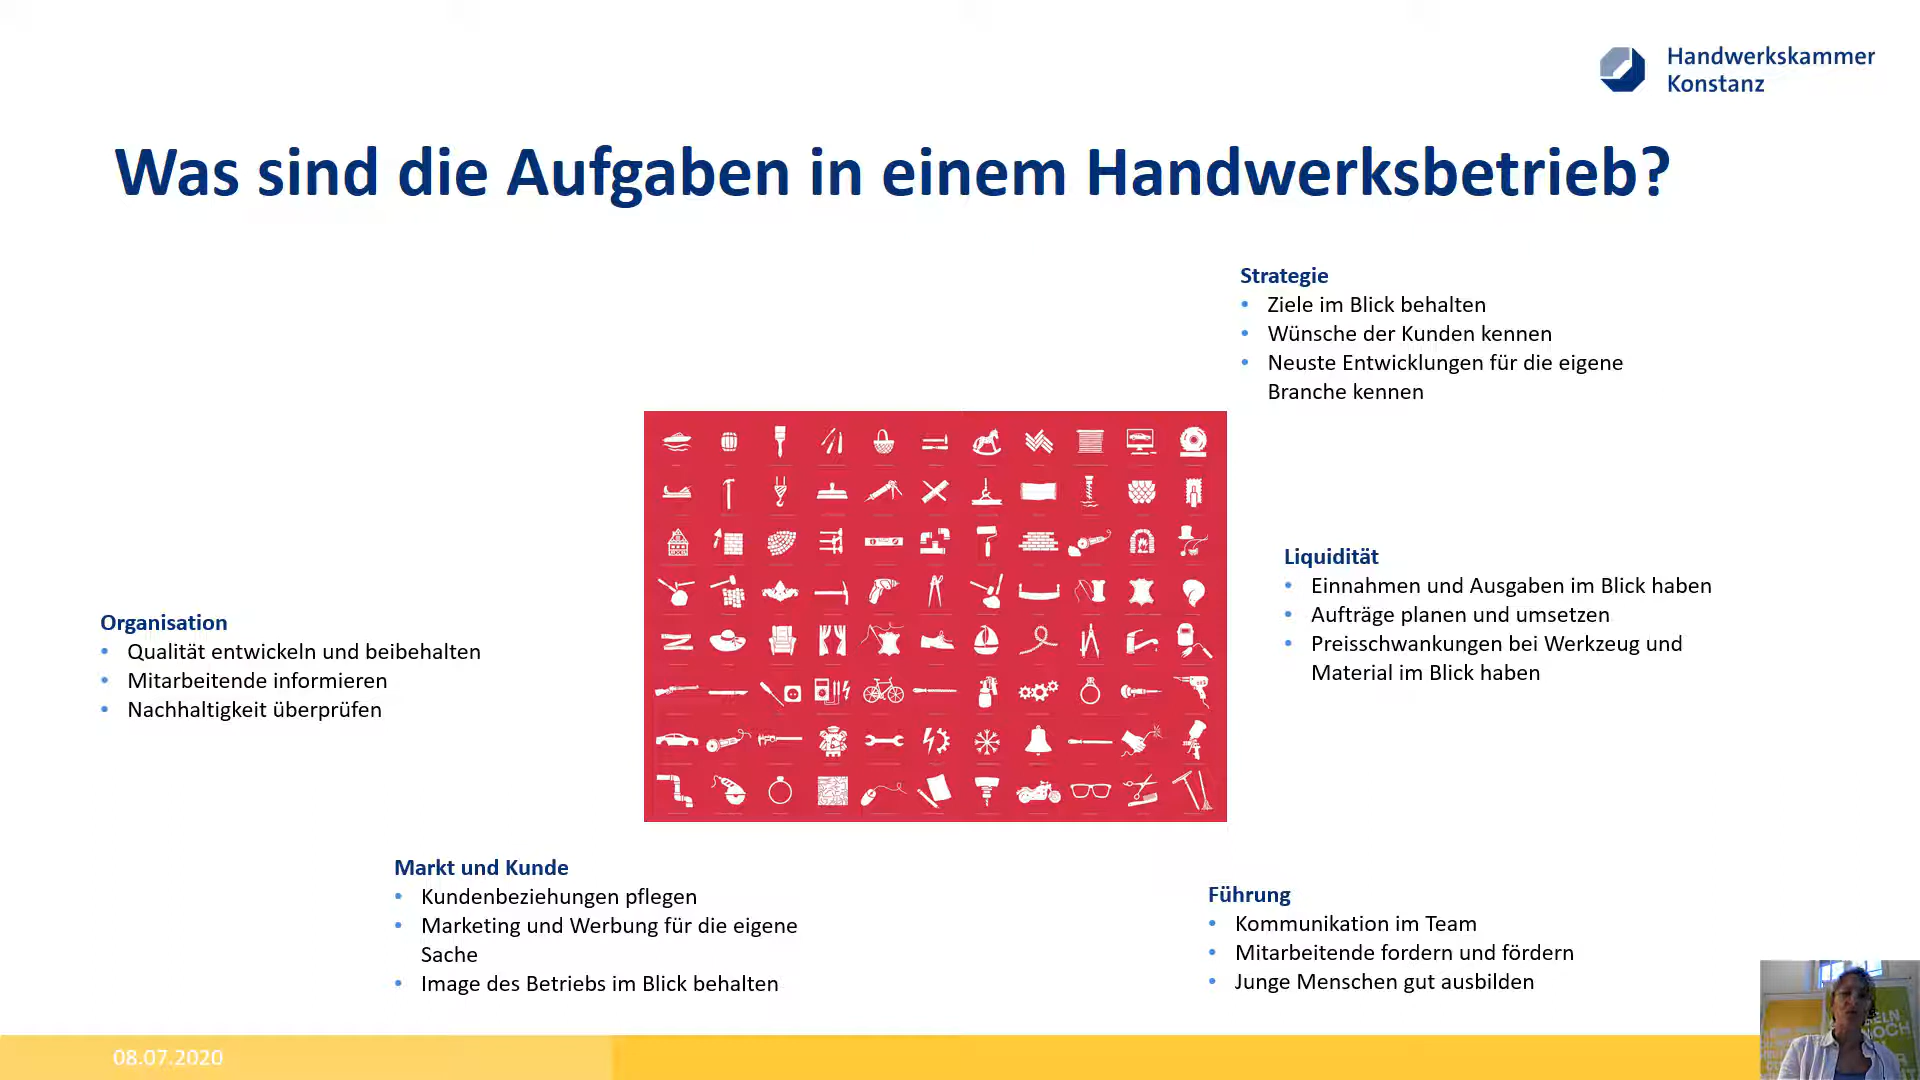 Handwerkskammer
Konstanz
Was sind die Aufgaben in einem Handwerksbetrieb?
Strategie
• Ziele im Blick behalten
• Wünsche der Kunden kennen
• Neuste Entwicklungen für die eigene
Branche kennen
Liquidität
• Einnahmen und Ausgaben im Blick haben
• Aufträge planen und umsetzen
• Preisschwankungen bei Werkzeug und
Material im Blick haben
Organisation
• Qualität entwickeln und beibehalten
• Mitarbeitende informieren
• Nachhaltigkeit überprüfen
Markt und Kunde
• Kundenbeziehungen pflegen
• Marketing und Werbung für die eigene
Sache
• Image des Betriebs im Blick behalten
Führung
• Kommunikation im Team
• Mitarbeitende fordern und fördern
• Junge Menschen gut ausbilden
08.07.2020